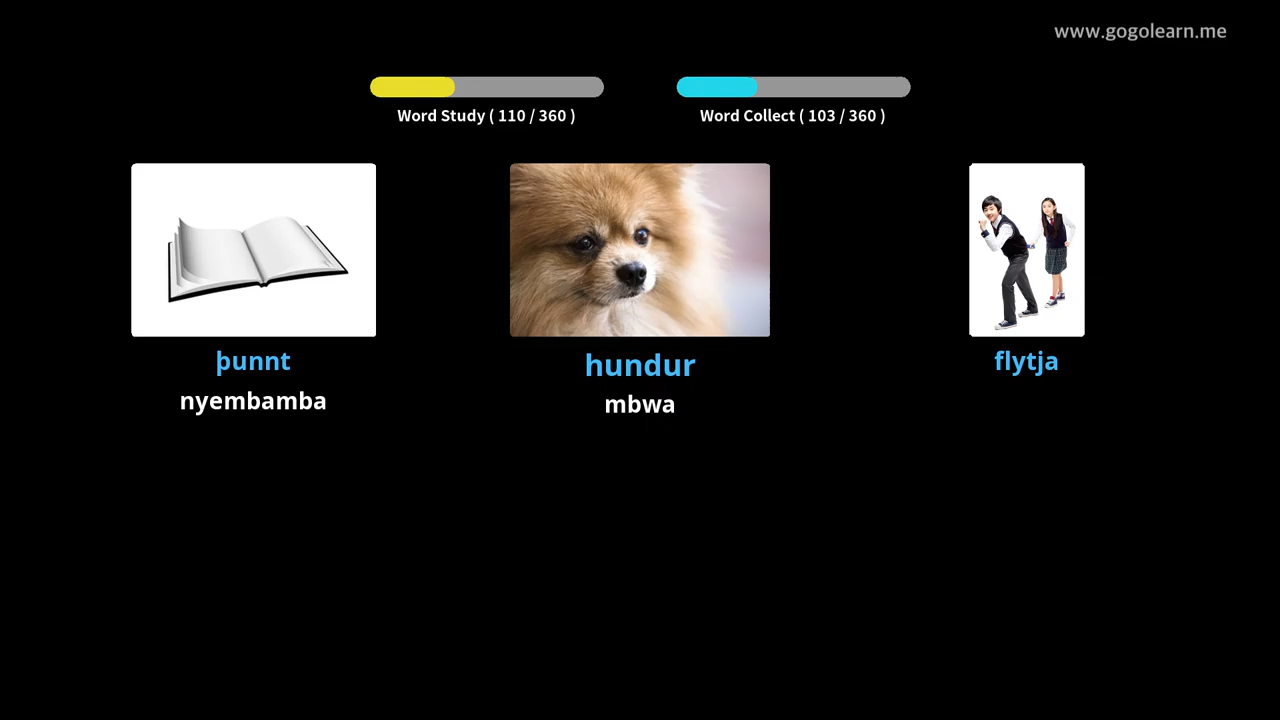 www.gogolearn.me
Word Study ( 110 / 360 )
Word Collect ( 103 / 360 )
þunnt
hundur
flytja
nyembamba
mbwa